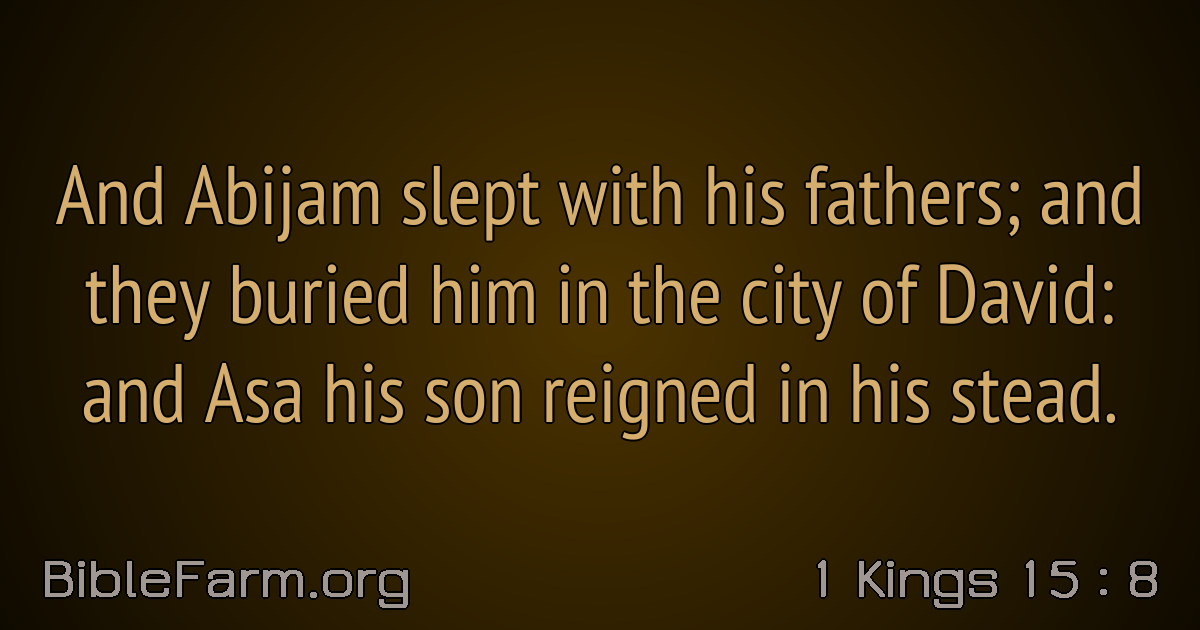 And Abijam slept with his fathers; and
they buried him in the city of David:
and Asa his son reigned in his stead.
BibleFarm.org
1 Kings 15 : 8